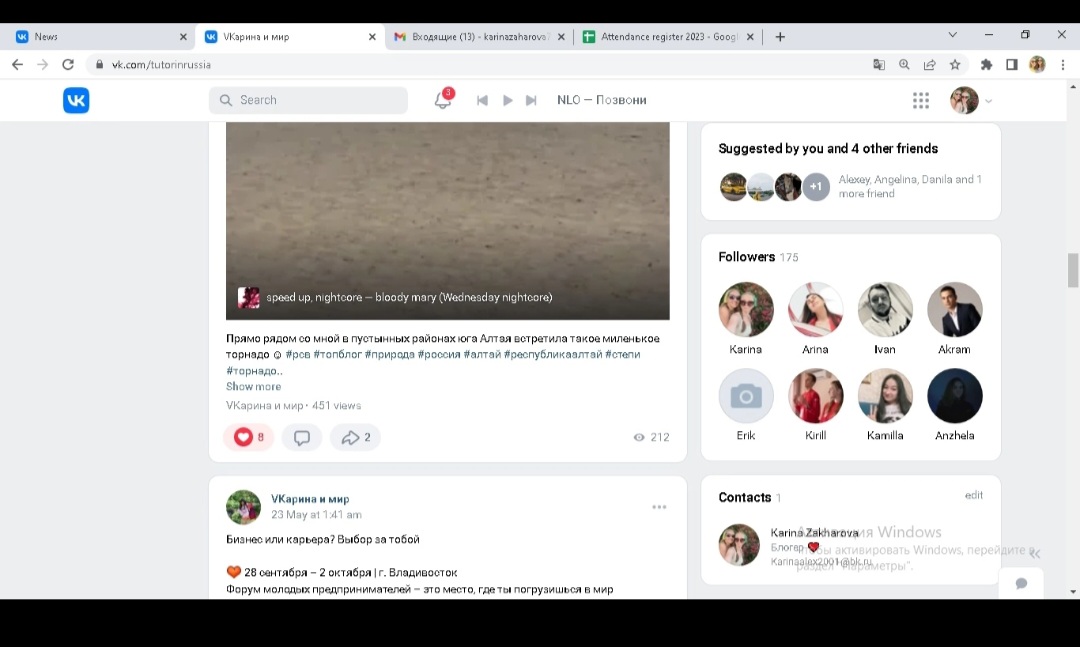 News
VKарина и мир
Входящие (13) - karinazaharova7
Attendance register 2023 - Googl
vk.com/tutorinrussia
Search
3
NLO — Позвони
speed up, nightcore – bloody mary (Wednesday nightcore)
Прямо рядом со мной в пустынных районах юга Алтая встретила такое миленькое
торнадо ☺ #рсв #топблог #природа #россия #алтай #республикаалтай #степи
#торнадо..
Show more
VКарина и мир · 451 views
8
2
212
VКарина и мир
23 May at 1:41 am
Бизнес или карьера? Выбор за тобой
28 сентября – 2 октября | г. Владивосток
Форум молодых предпринимателей – это место, где ты погрузишься в мир
Suggested by you and 4 other friends
+1
Alexey, Angelina, Danila and 1
more friend
Followers 175
Karina
Arina
Ivan
Akram
Erik
Kirill
Kamilla
Anzhela
Contacts 1
edit
Karina Zakharova
Блогер
Karinaalex2001@bk.ru
Активация Windows
Чтобы активировать Windows, перейдите в
раздел "Параметры".